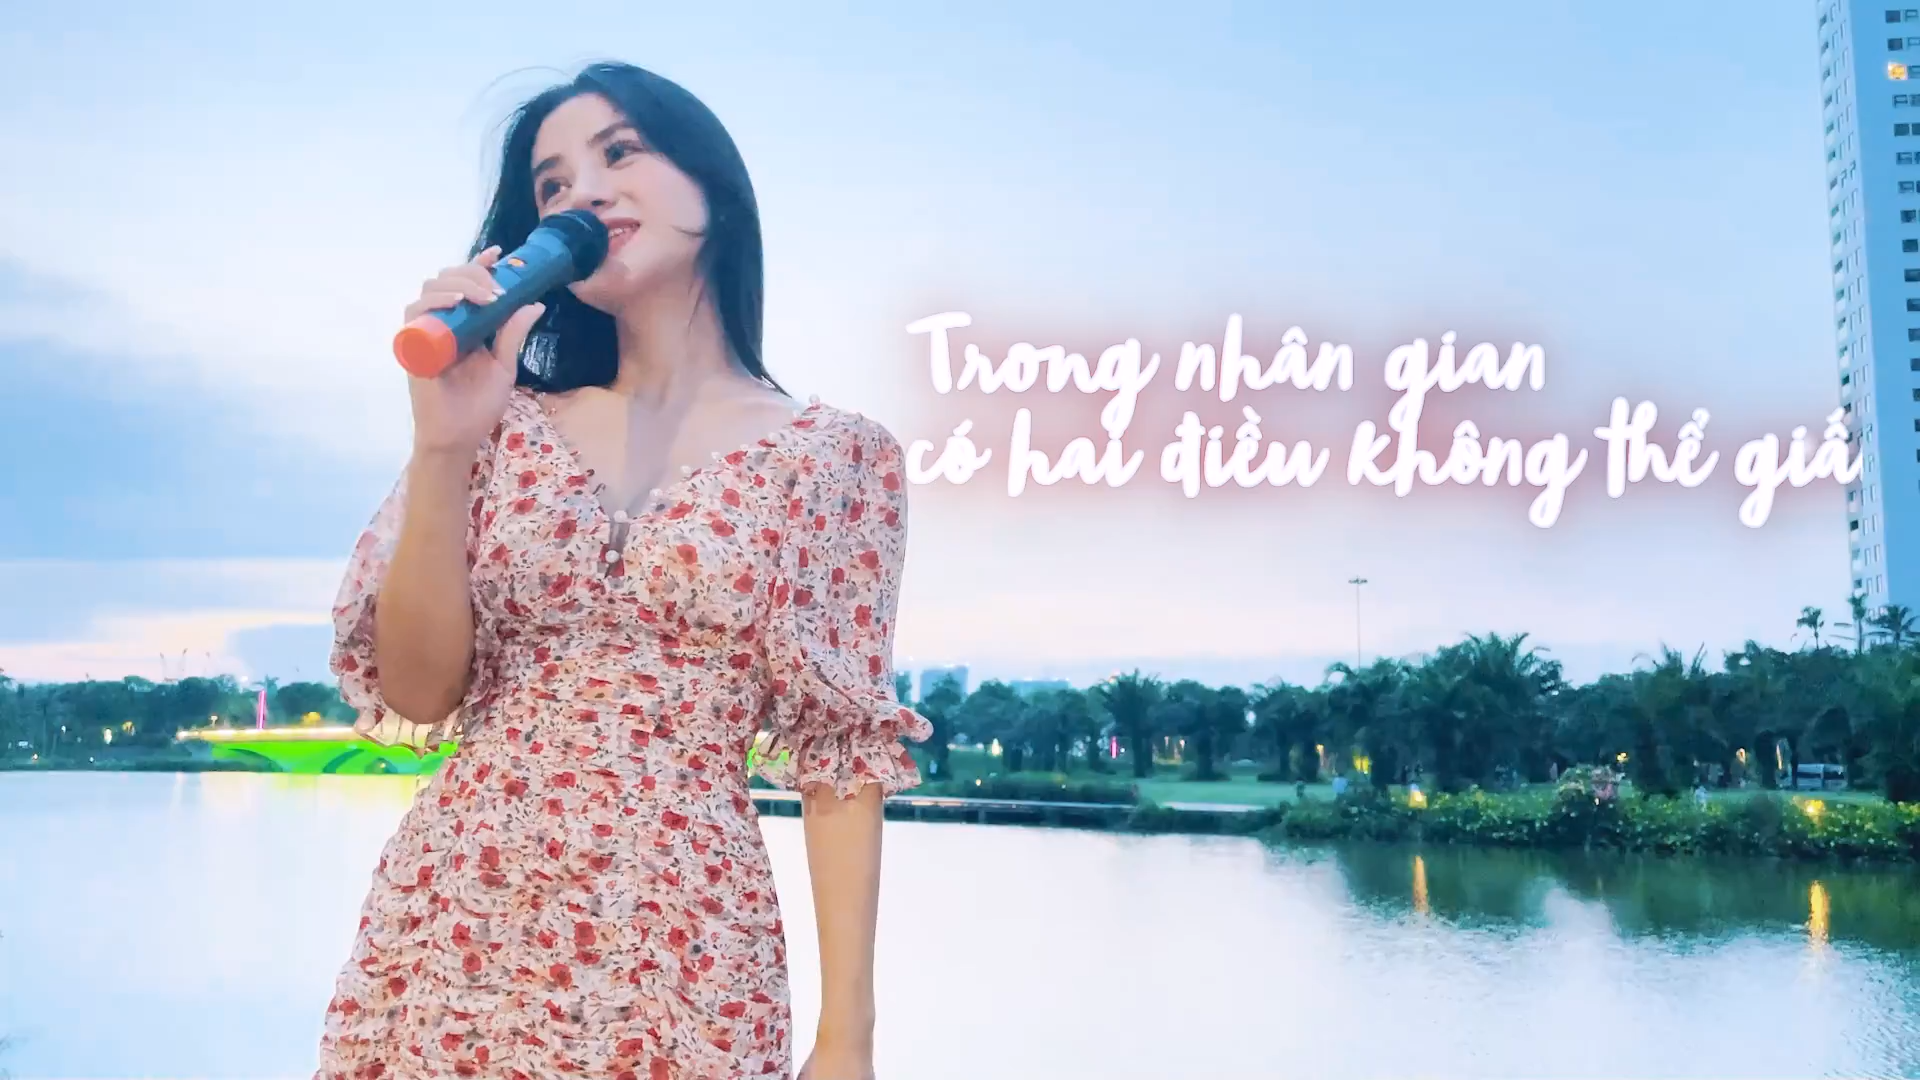 Trong nhân gian
có hai điều không thể giấ